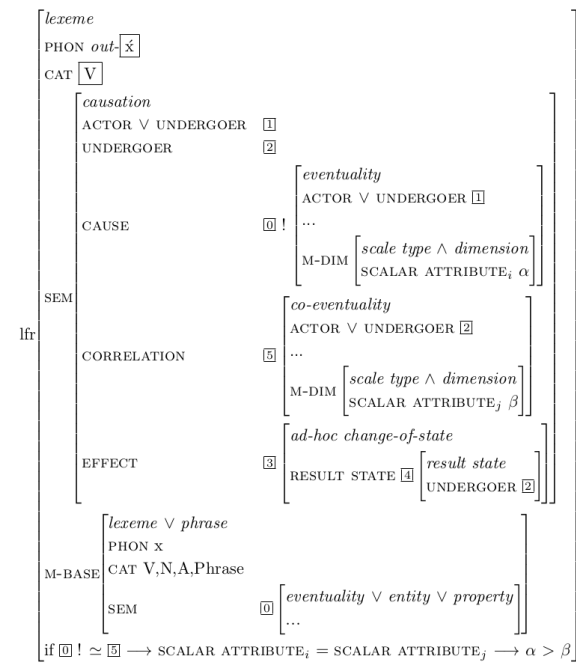 lexeme
PHON out-x́
CAT V
causation
ACTOR ∨ UNDERGOER 1
UNDERGOER 2
eventuality
ACTOR ∨ UNDERGOER 1
CAUSE 0 ! ...
M-DIM scale type ∧ dimension
SCALAR ATTRIBUTEᵢ α
SEM
co-eventuality
ACTOR ∨ UNDERGOER 2
lfr
CORRELATION 5 ...
M-DIM scale type ∧ dimension
SCALAR ATTRIBUTEⱼ β
ad-hoc change-of-state
EFFECT 3
RESULT STATE 4 result state
UNDERGOER 2
lexeme ∨ phrase
PHON x
M-BASE CAT V,N,A,Phrase
SEM 0 eventuality ∨ entity ∨ property
...
if 0 ! ≃ 5 ⟶ SCALAR ATTRIBUTEᵢ = SCALAR ATTRIBUTEⱼ ⟶ α > β